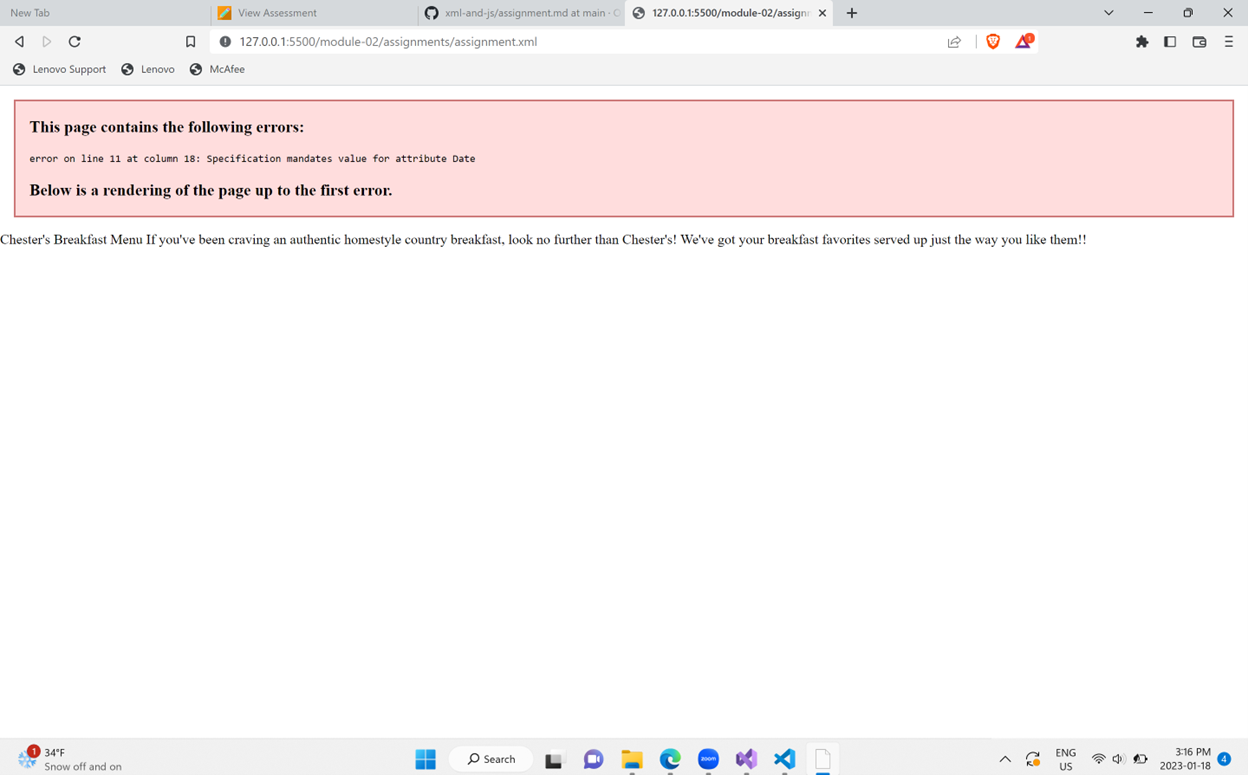 New Tab
View Assessment
xml-and-js/assignment.md at main · C
127.0.0.1:5500/module-02/assignm
127.0.0.1:5500/module-02/assignments/assignment.xml
1
Lenovo Support
Lenovo
McAfee
This page contains the following errors:
error on line 11 at column 18: Specification mandates value for attribute Date
Below is a rendering of the page up to the first error.
Chester's Breakfast Menu If you've been craving an authentic homestyle country breakfast, look no further than Chester's! We've got your breakfast favorites served up just the way you like them!!
1
34°F
Snow off and on
Search
zoom
ENG
US
3:16 PM
2023-01-18
4